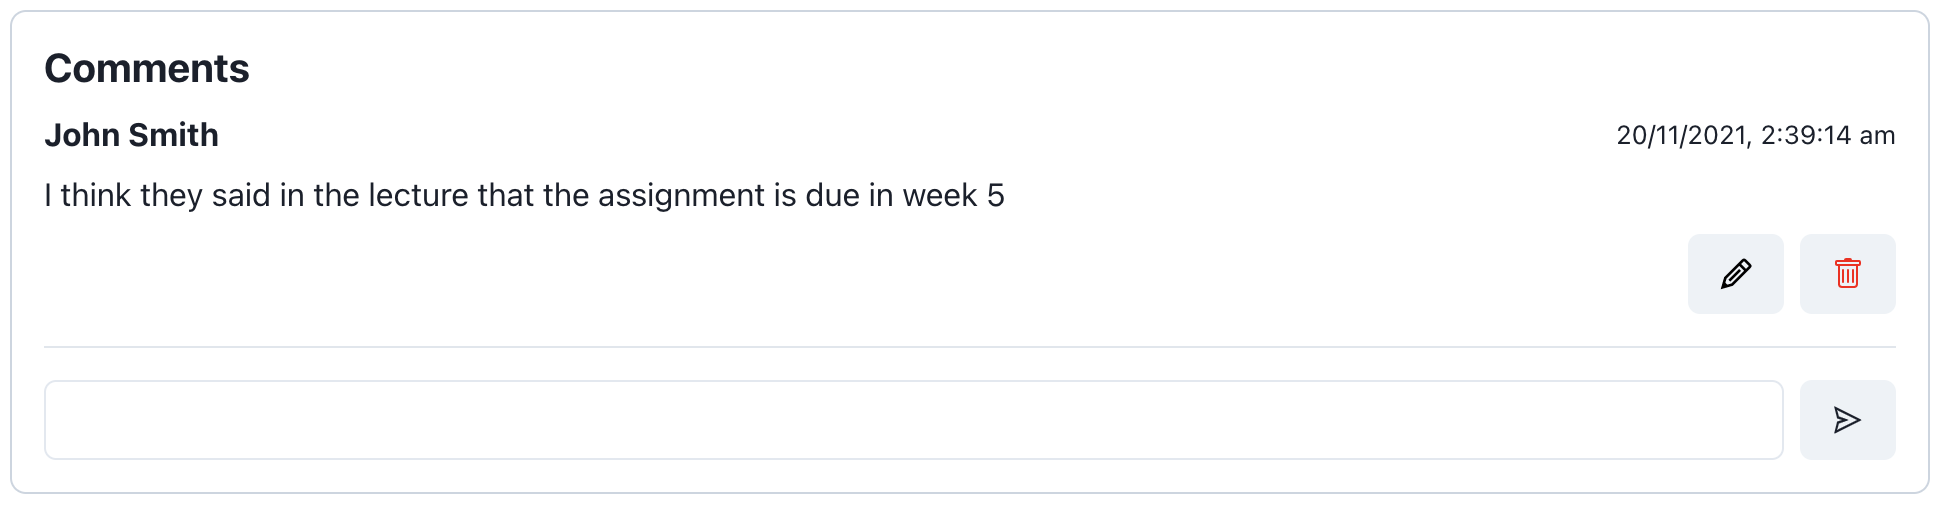 Comments
John Smith
20/11/2021, 2:39:14 am
I think they said in the lecture that the assignment is due in week 5